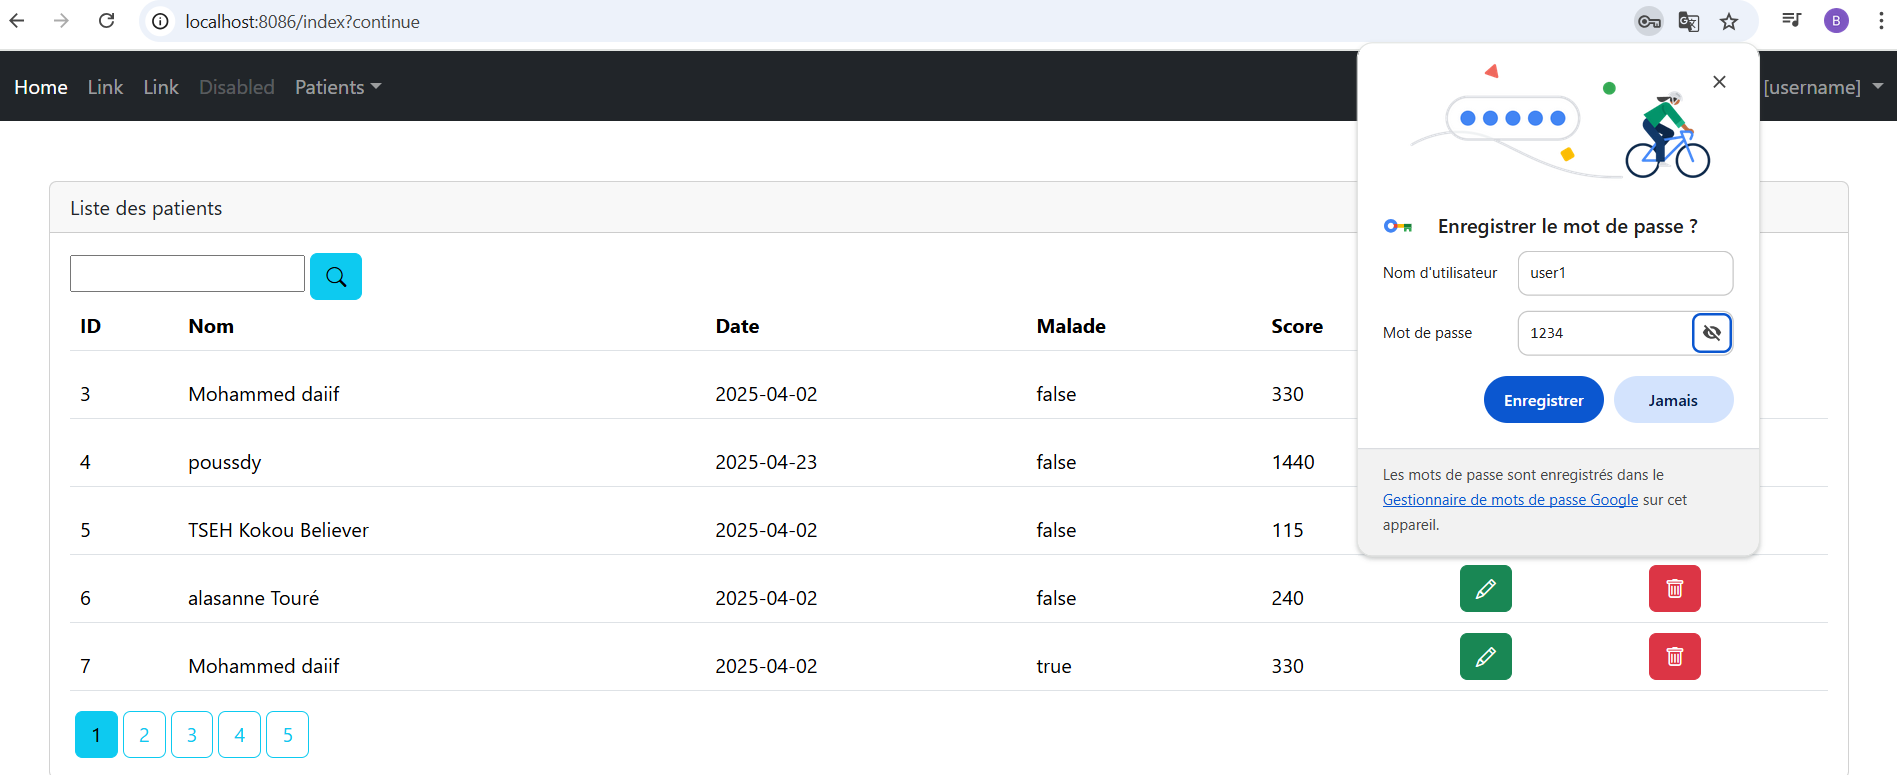 localhost:8086/index?continue
B
Home Link Link Disabled Patients [username]
Liste des patients
ID Nom Date Malade Score
3 Mohammed daiif 2025-04-02 false 330
4 poussdy 2025-04-23 false 1440
5 TSEH Kokou Believer 2025-04-02 false 115
6 alasanne Touré 2025-04-02 false 240
7 Mohammed daiif 2025-04-02 true 330
1 2 3 4 5
Enregistrer le mot de passe ?
Nom d'utilisateur user1
Mot de passe 1234
Enregistrer Jamais
Les mots de passe sont enregistrés dans le
Gestionnaire de mots de passe Google sur cet
appareil.